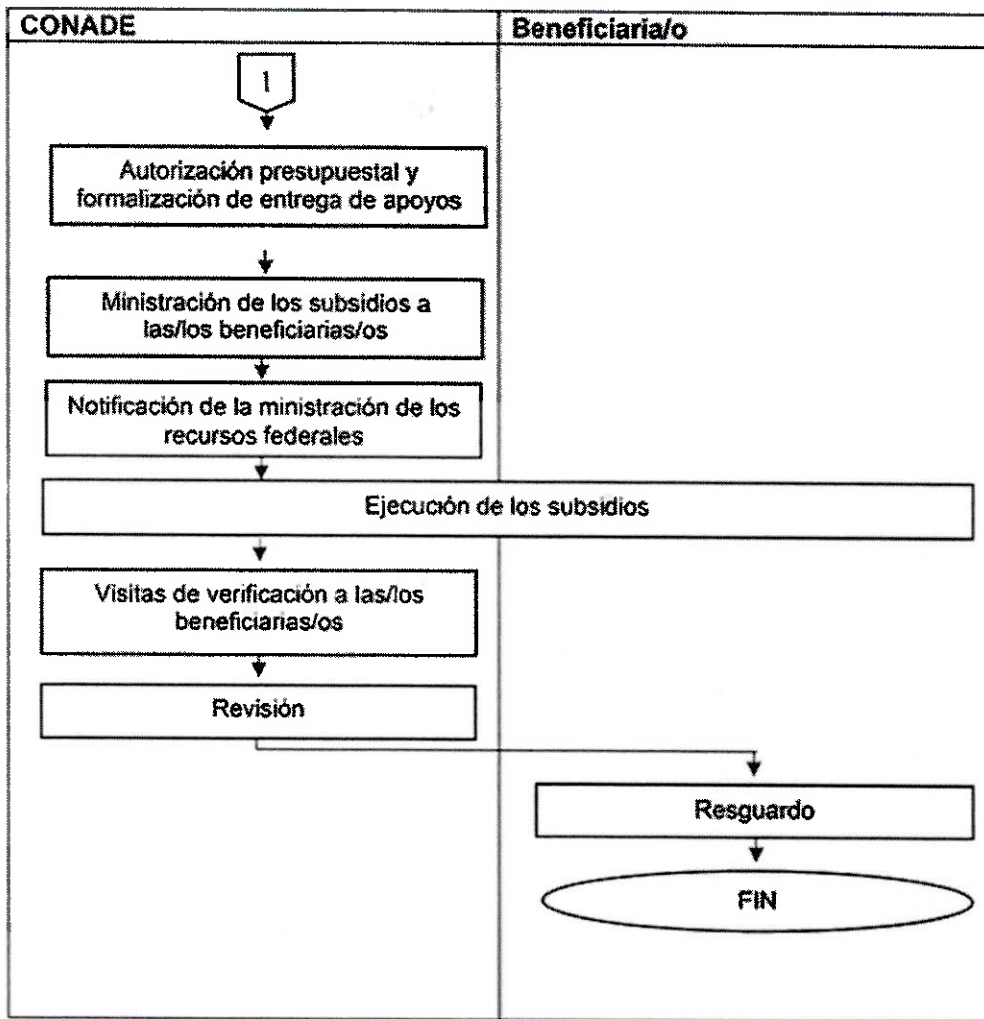 CONADE
Beneficiaria/o
1
Autorización presupuestal y
formalización de entrega de apoyos
Ministración de los subsidios a
las/los beneficiarias/os
Notificación de la ministración de los
recursos federales
Ejecución de los subsidios
Visitas de verificación a las/los
beneficiarias/os
Revisión
Resguardo
FIN